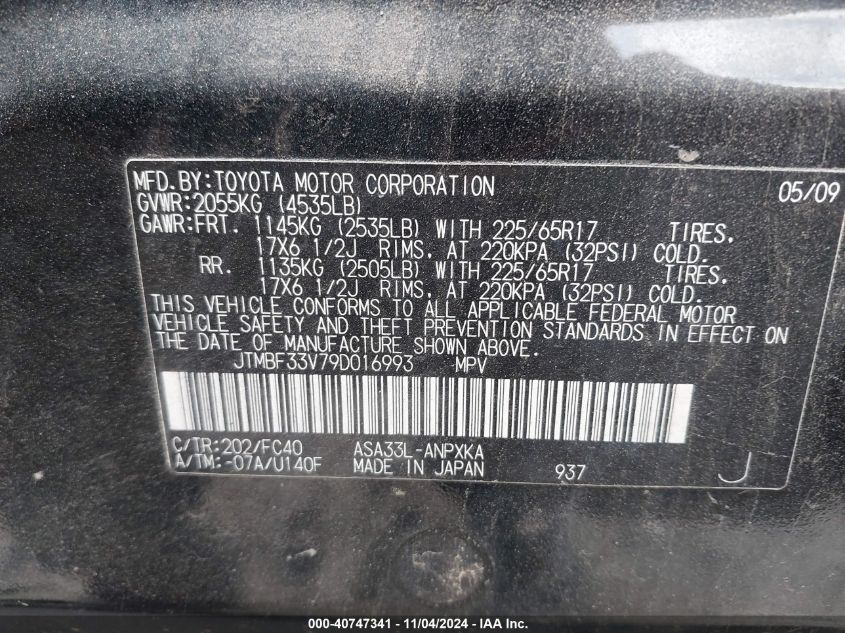 MFD.BY:TOYOTA MOTOR CORPORATION 05/09
GVWR:2055KG (4535LB)
GAWR:FRT. 1145KG (2535LB) WITH 225/65R17 TIRES,
17X6 1/2J RIMS, AT 220KPA (32PSI) COLD.
RR. 1135KG (2505LB) WITH 225/65R17 TIRES,
17X6 1/2J RIMS, AT 220KPA (32PSI) COLD.
THIS VEHICLE CONFORMS TO ALL APPLICABLE FEDERAL MOTOR
VEHICLE SAFETY AND THEFT PREVENTION STANDARDS IN EFFECT ON
THE DATE OF MANUFACTURE SHOWN ABOVE.
JTMBF33V79D016993 MPV
C/TR:202/FC40 ASA33L-ANPXKA
A/TM:-07A/U140F MADE IN JAPAN 937 J
000-40747341 - 11/04/2024 - IAA Inc.